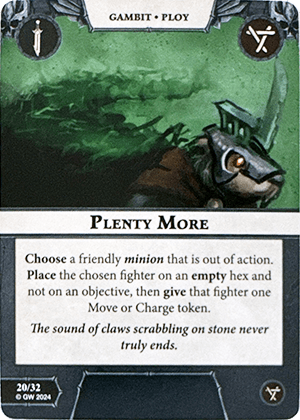 GAMBIT • PLOY
PLENTY MORE
Choose a friendly minion that is out of action.
Place the chosen fighter on an empty hex and
not on an objective, then give that fighter one
Move or Charge token.
The sound of claws scrabbling on stone never
truly ends.
20/32
© GW 2024